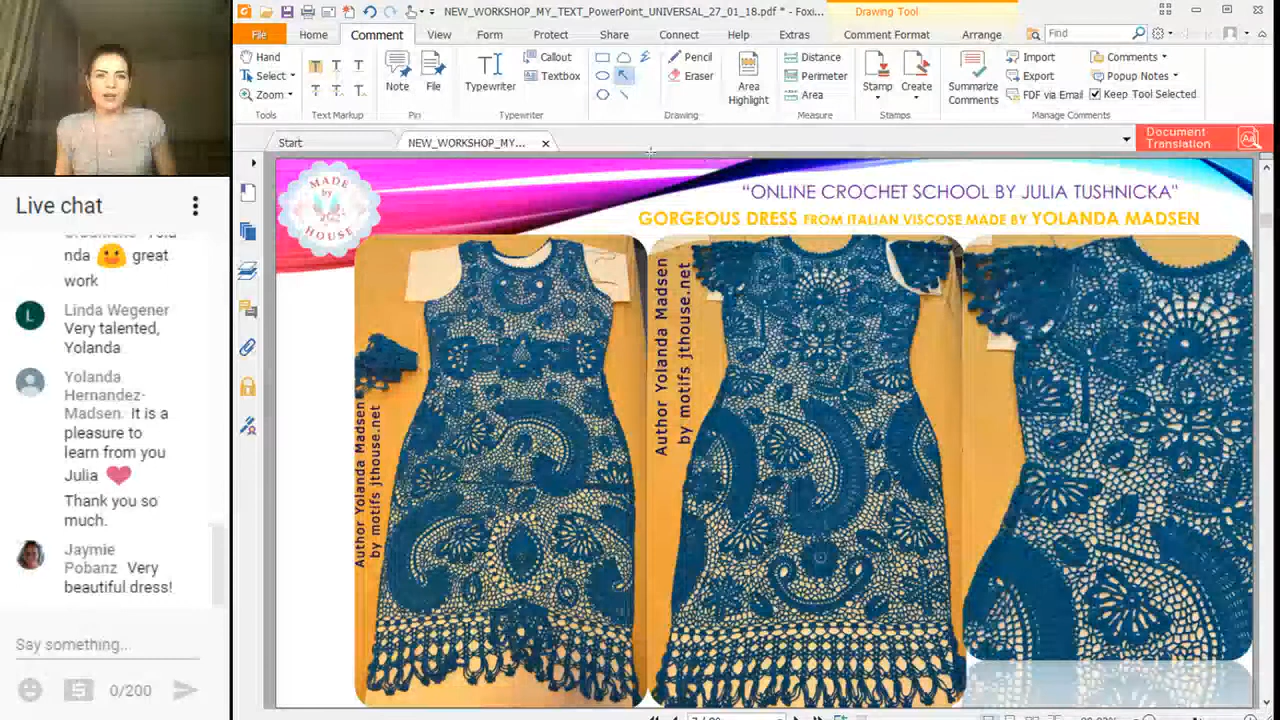 NEW_WORKSHOP_MY_TEXT_PowerPoint_UNIVERSAL_27_01_18.pdf * - Foxi...
Drawing Tool
File
Home
Comment
View
Form
Protect
Share
Connect
Help
Extras
Comment Format
Arrange
Find
Hand
Select
Zoom
Tools
Text Markup
Note
File
Pin
Typewriter
Callout
Textbox
Typewriter
Pencil
Eraser
Area
Highlight
Drawing
Distance
Perimeter
Area
Measure
Stamp
Create
Stamps
Summarize
Comments
Import
Export
FDF via Email
Comments
Popup Notes
Keep Tool Selected
Manage Comments
Start
NEW_WORKSHOP_MY...
Document
Translation
Live chat
nda great
work
Linda Wegener
Very talented,
Yolanda
Yolanda
Hernandez-
Madsen It is a
pleasure to
learn from you
Julia
Thank you so
much.
Jaymie
Pobanz Very
beautiful dress!
Say something...
0/200
MADE
by
HOUSE
"ONLINE CROCHET SCHOOL BY JULIA TUSHNICKA"
GORGEOUS DRESS FROM ITALIAN VISCOSE MADE BY YOLANDA MADSEN
Author Yolanda Madsen
by motifs jthouse.net
Author Yolanda Madsen
by motifs jthouse.net